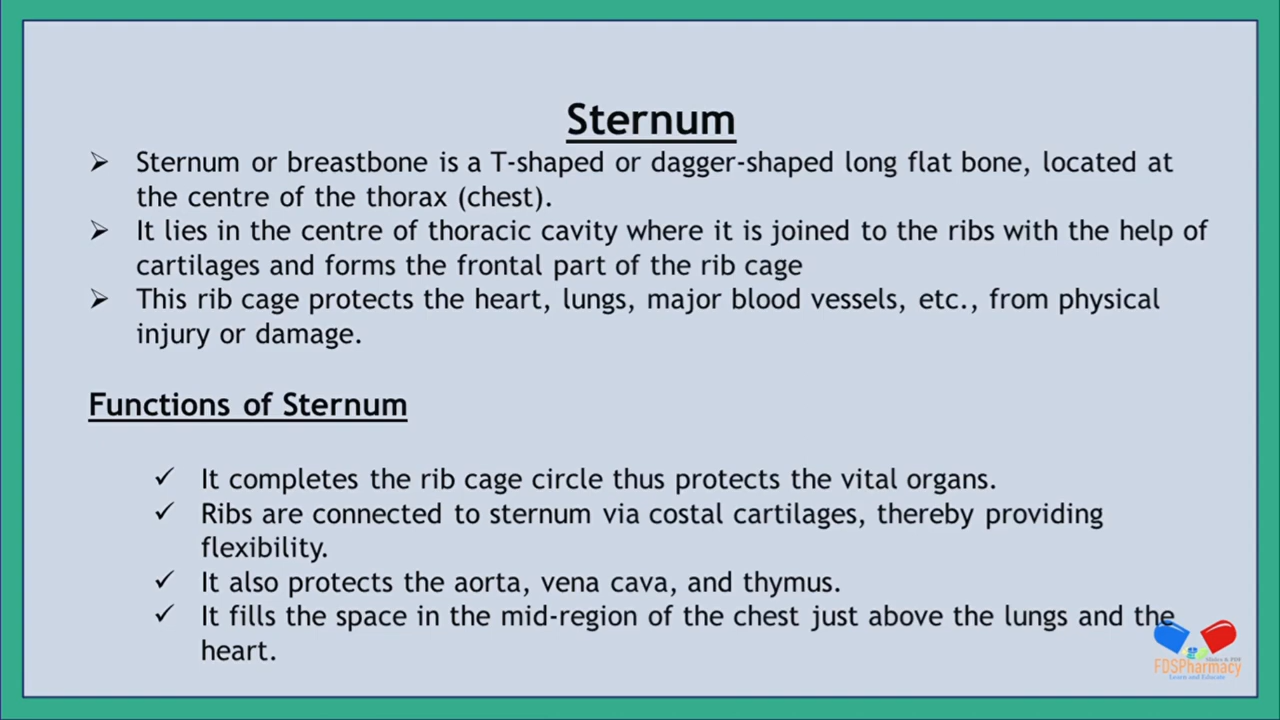 Sternum
➢ Sternum or breastbone is a T-shaped or dagger-shaped long flat bone, located at
the centre of the thorax (chest).
➢ It lies in the centre of thoracic cavity where it is joined to the ribs with the help of
cartilages and forms the frontal part of the rib cage
➢ This rib cage protects the heart, lungs, major blood vessels, etc., from physical
injury or damage.
Functions of Sternum
✓ It completes the rib cage circle thus protects the vital organs.
✓ Ribs are connected to sternum via costal cartilages, thereby providing
flexibility.
✓ It also protects the aorta, vena cava, and thymus.
✓ It fills the space in the mid-region of the chest just above the lungs and the
heart.
FDSPharmacy
Learn and Educate